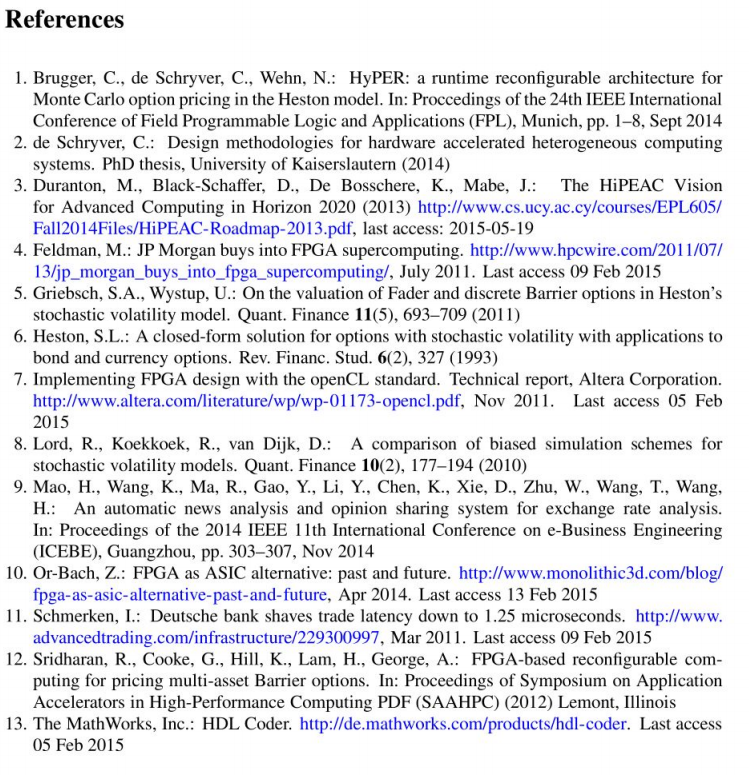 References
1. Brugger, C., de Schryver, C., Wehn, N.: HyPER: a runtime reconfigurable architecture for
Monte Carlo option pricing in the Heston model. In: Proccedings of the 24th IEEE International
Conference of Field Programmable Logic and Applications (FPL), Munich, pp. 1–8, Sept 2014
2. de Schryver, C.: Design methodologies for hardware accelerated heterogeneous computing
systems. PhD thesis, University of Kaiserslautern (2014)
3. Duranton, M., Black-Schaffer, D., De Bosschere, K., Mabe, J.: The HiPEAC Vision
for Advanced Computing in Horizon 2020 (2013) http://www.cs.ucy.ac.cy/courses/EPL605/
Fall2014Files/HiPEAC-Roadmap-2013.pdf, last access: 2015-05-19
4. Feldman, M.: JP Morgan buys into FPGA supercomputing. http://www.hpcwire.com/2011/07/
13/jp_morgan_buys_into_fpga_supercomputing/, July 2011. Last access 09 Feb 2015
5. Griebsch, S.A., Wystup, U.: On the valuation of Fader and discrete Barrier options in Heston's
stochastic volatility model. Quant. Finance 11(5), 693–709 (2011)
6. Heston, S.L.: A closed-form solution for options with stochastic volatility with applications to
bond and currency options. Rev. Financ. Stud. 6(2), 327 (1993)
7. Implementing FPGA design with the openCL standard. Technical report, Altera Corporation.
http://www.altera.com/literature/wp/wp-01173-opencl.pdf, Nov 2011. Last access 05 Feb
2015
8. Lord, R., Koekkoek, R., van Dijk, D.: A comparison of biased simulation schemes for
stochastic volatility models. Quant. Finance 10(2), 177–194 (2010)
9. Mao, H., Wang, K., Ma, R., Gao, Y., Li, Y., Chen, K., Xie, D., Zhu, W., Wang, T., Wang,
H.: An automatic news analysis and opinion sharing system for exchange rate analysis.
In: Proceedings of the 2014 IEEE 11th International Conference on e-Business Engineering
(ICEBE), Guangzhou, pp. 303–307, Nov 2014
10. Or-Bach, Z.: FPGA as ASIC alternative: past and future. http://www.monolithic3d.com/blog/
fpga-as-asic-alternative-past-and-future, Apr 2014. Last access 13 Feb 2015
11. Schmerken, I.: Deutsche bank shaves trade latency down to 1.25 microseconds. http://www.
advancedtrading.com/infrastructure/229300997, Mar 2011. Last access 09 Feb 2015
12. Sridharan, R., Cooke, G., Hill, K., Lam, H., George, A.: FPGA-based reconfigurable com-
puting for pricing multi-asset Barrier options. In: Proceedings of Symposium on Application
Accelerators in High-Performance Computing PDF (SAAHPC) (2012) Lemont, Illinois
13. The MathWorks, Inc.: HDL Coder. http://de.mathworks.com/products/hdl-coder. Last access
05 Feb 2015